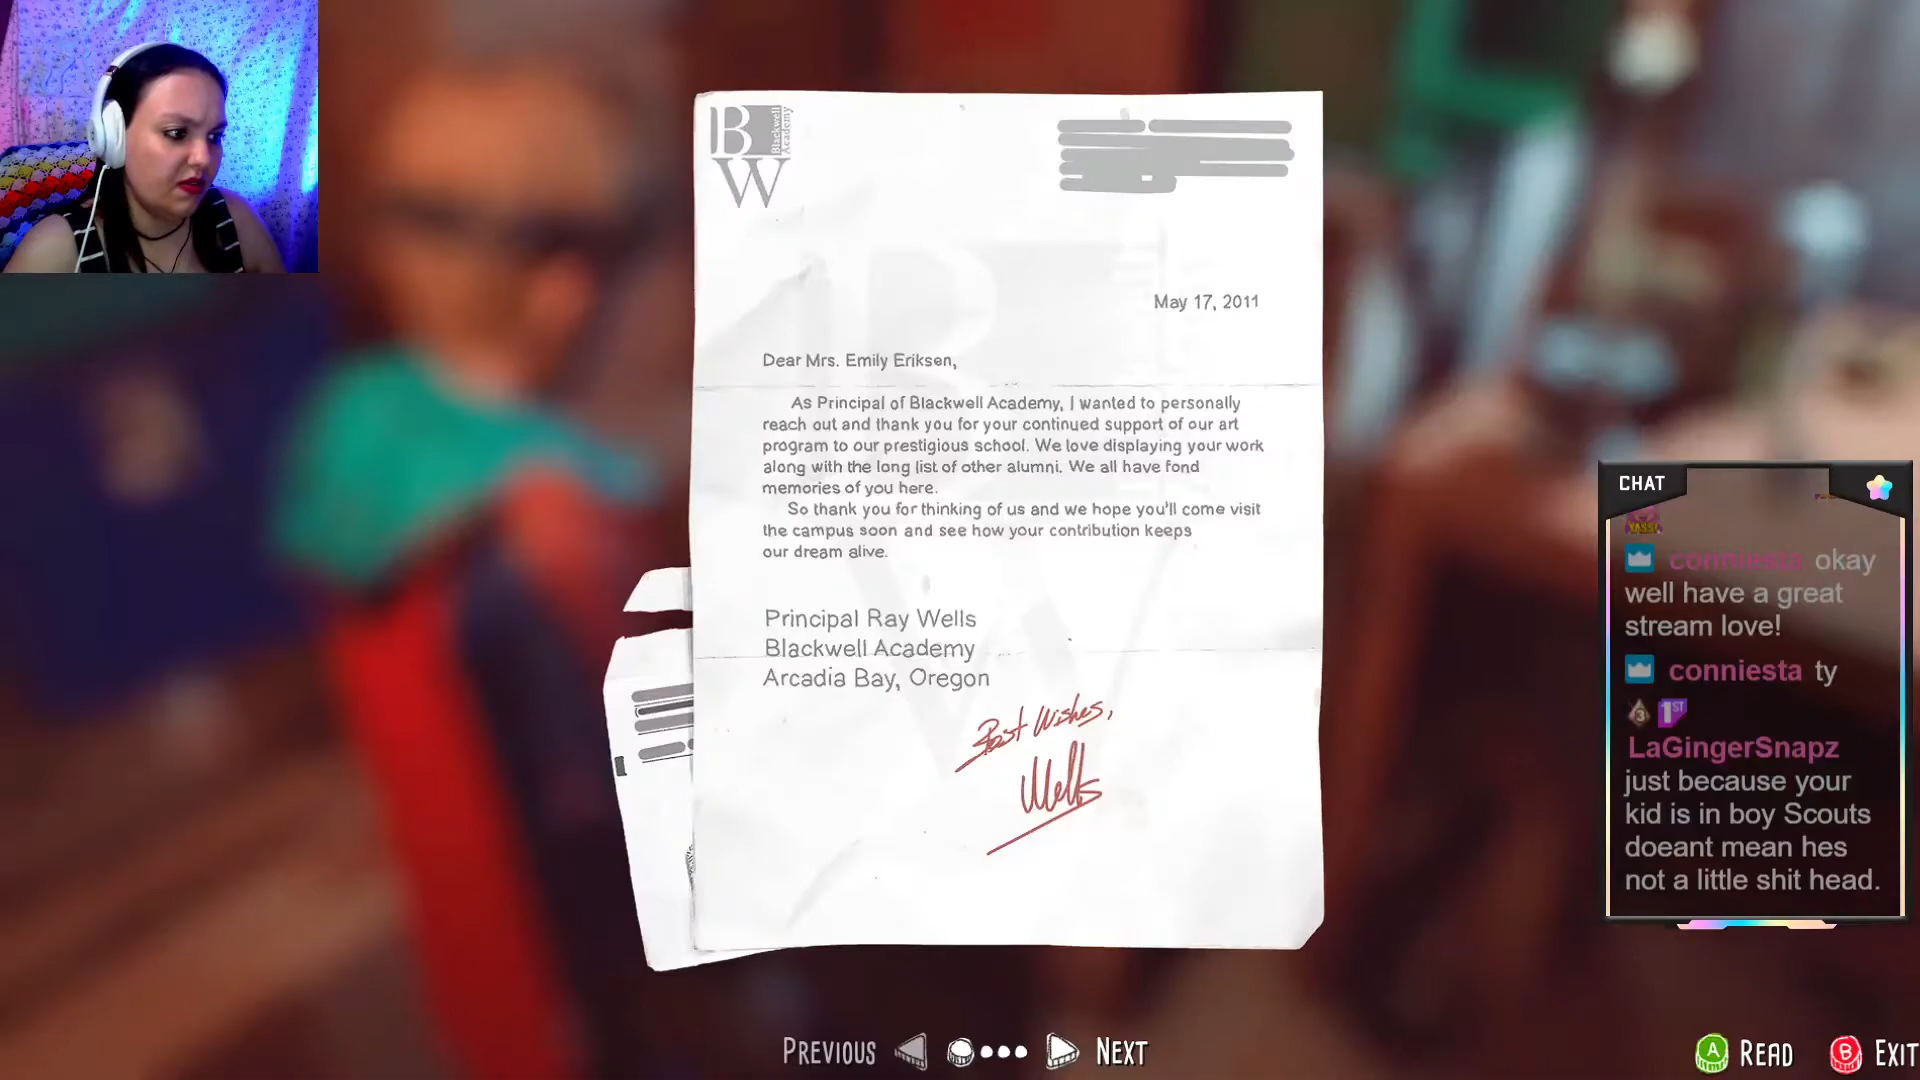 B
W
Blackwell
Academy
May 17, 2011
Dear Mrs. Emily Eriksen,
As Principal of Blackwell Academy, I wanted to personally
reach out and thank you for your continued support of our art
program to our prestigious school. We love displaying your work
along with the long list of other alumni. We all have fond
memories of you here.
So thank you for thinking of us and we hope you'll come visit
the campus soon and see how your contribution keeps
our dream alive.
Principal Ray Wells
Blackwell Academy
Arcadia Bay, Oregon
Best Wishes,
Wells
CHAT
YASS!
conniesta okay
well have a great
stream love!
conniesta ty
3 1ST
LaGingerSnapz
just because your
kid is in boy Scouts
doeant mean hes
not a little shit head.
PREVIOUS
NEXT
A READ
B EXIT